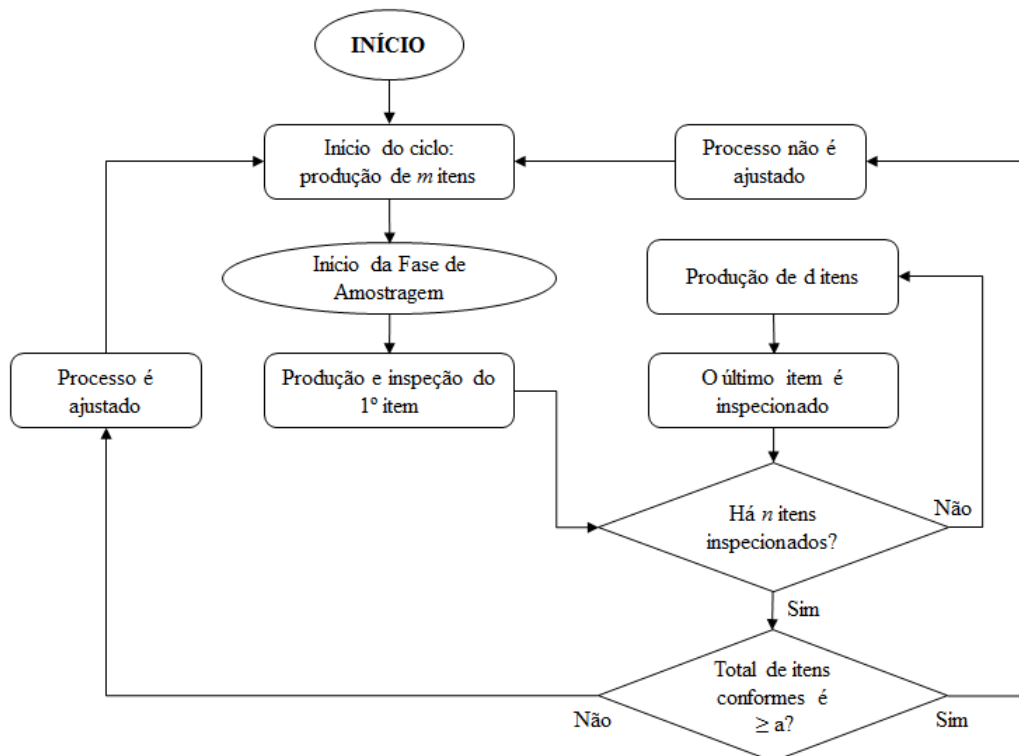 INÍCIO
Início do ciclo:
produção de m itens
Processo não é
ajustado
Início da Fase de
Amostragem
Produção de d itens
Processo é
ajustado
Produção e inspeção do
1º item
O último item é
inspecionado
Há n itens
inspecionados?
Não
Sim
Total de itens
conformes é
≥ a?
Não
Sim